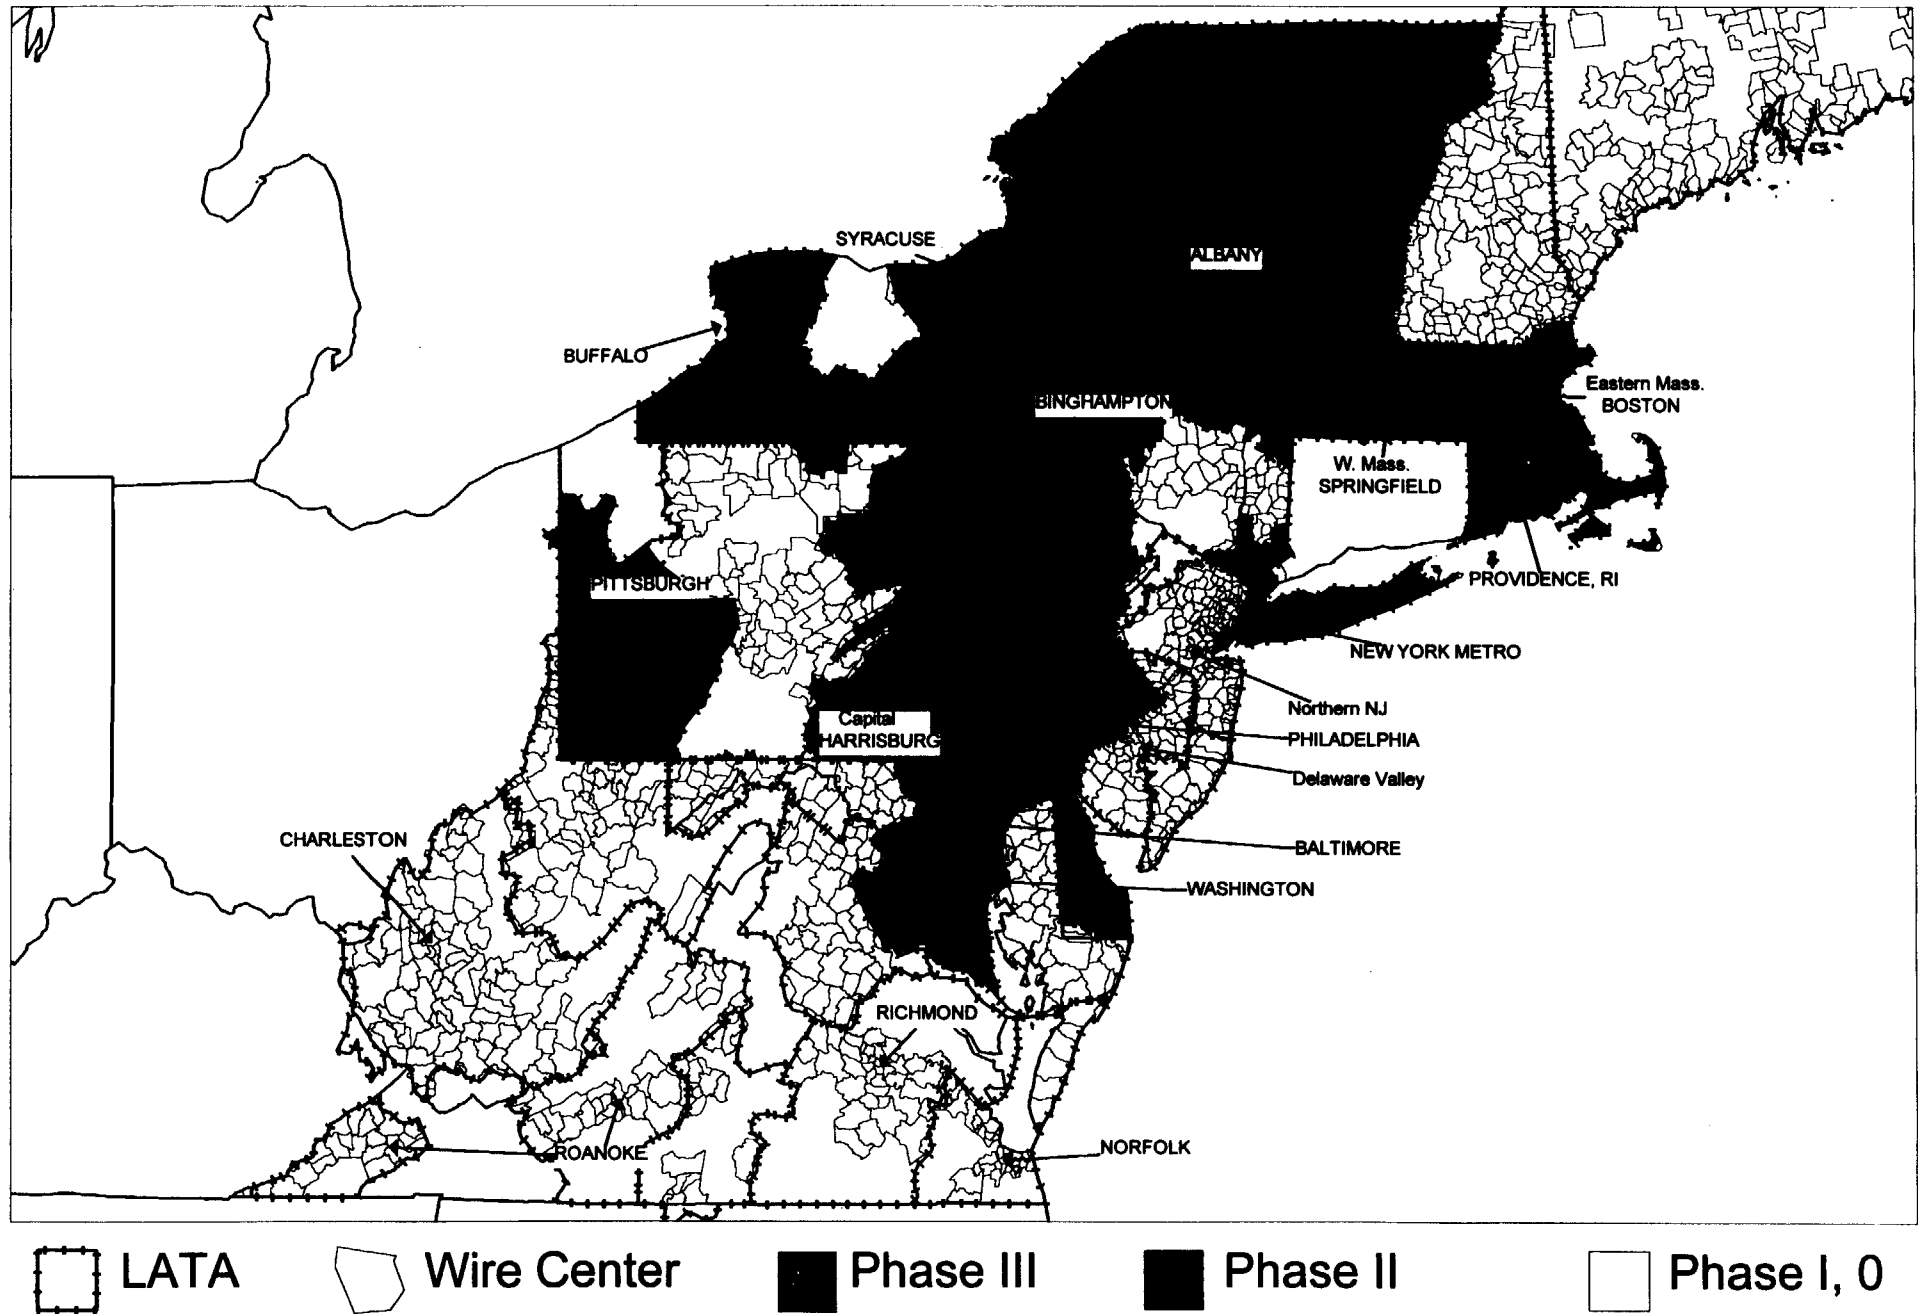 SYRACUSE
ALBANY
BUFFALO
BINGHAMPTON
Eastern Mass.
BOSTON
W. Mass.
SPRINGFIELD
PITTSBURGH
PROVIDENCE, RI
NEW YORK METRO
Northern NJ
Capital
HARRISBURG
PHILADELPHIA
Delaware Valley
CHARLESTON
BALTIMORE
WASHINGTON
RICHMOND
ROANOKE
NORFOLK
LATA
Wire Center
Phase III
Phase II
Phase I, 0